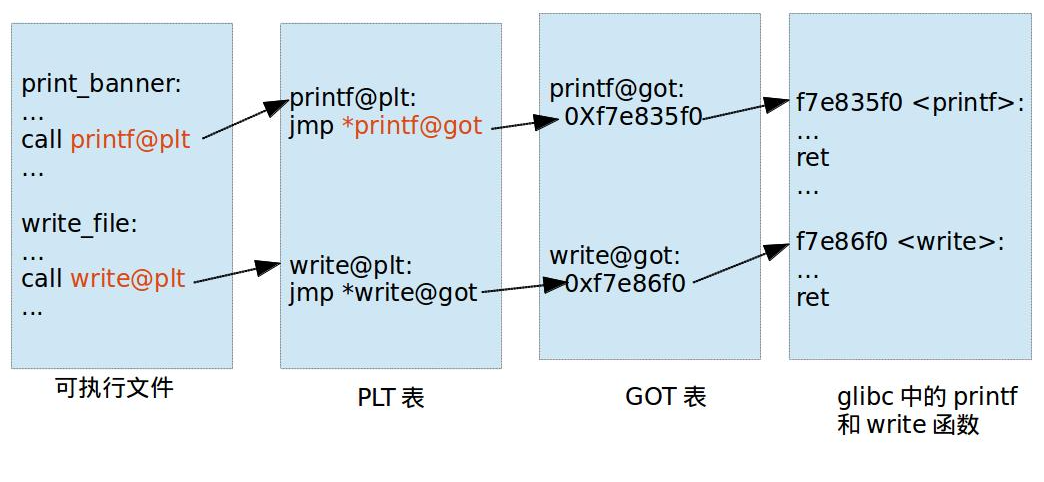 print_banner:
...
call printf@plt
...
write_file:
...
call write@plt
...
可执行文件
printf@plt:
jmp *printf@got
write@plt:
jmp *write@got
PLT 表
printf@got:
0Xf7e835f0
write@got:
0xf7e86f0
GOT 表
f7e835f0 <printf>:
...
ret
...
f7e86f0 <write>:
...
ret
glibc 中的 printf
和 write 函数